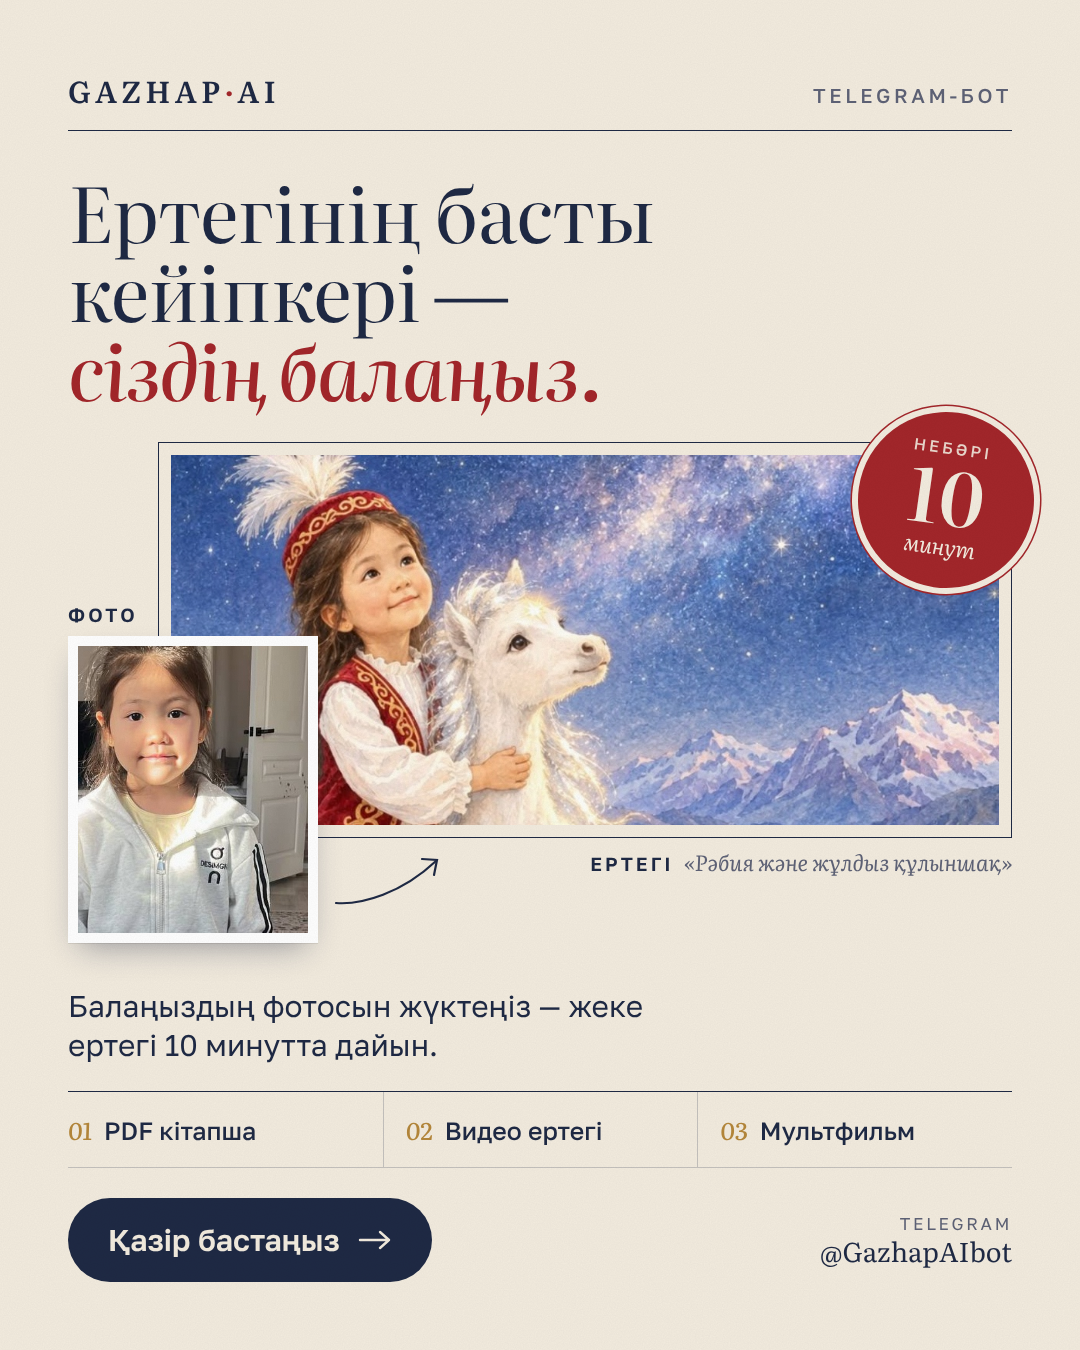 GAZHAP·AI
TELEGRAM-БОТ
Ертегінің басты
кейіпкері —
сіздің балаңыз.
НЕБӘРІ
10
минут
ФОТО
ЕРТЕГІ «Рәбия және жұлдыз құлыншақ»
Балаңыздың фотосын жүктеңіз — жеке
ертегі 10 минутта дайын.
01 PDF кітапша
02 Видео ертегі
03 Мультфильм
Қазір бастаңыз →
TELEGRAM
@GazhapAIbot